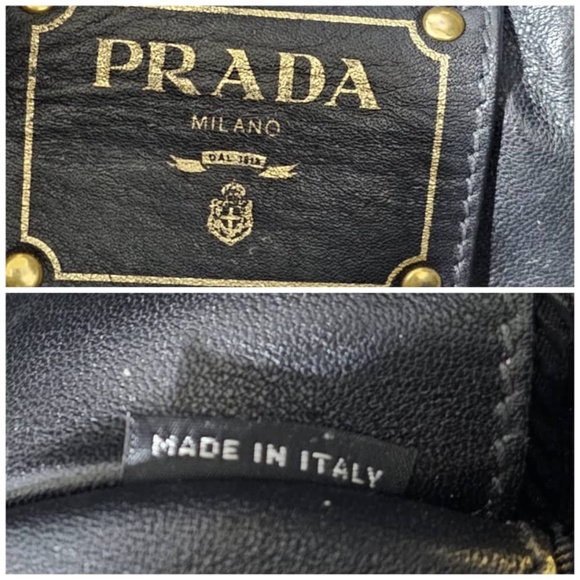 PRADA
MILANO
DAL 1913
MADE IN ITALY